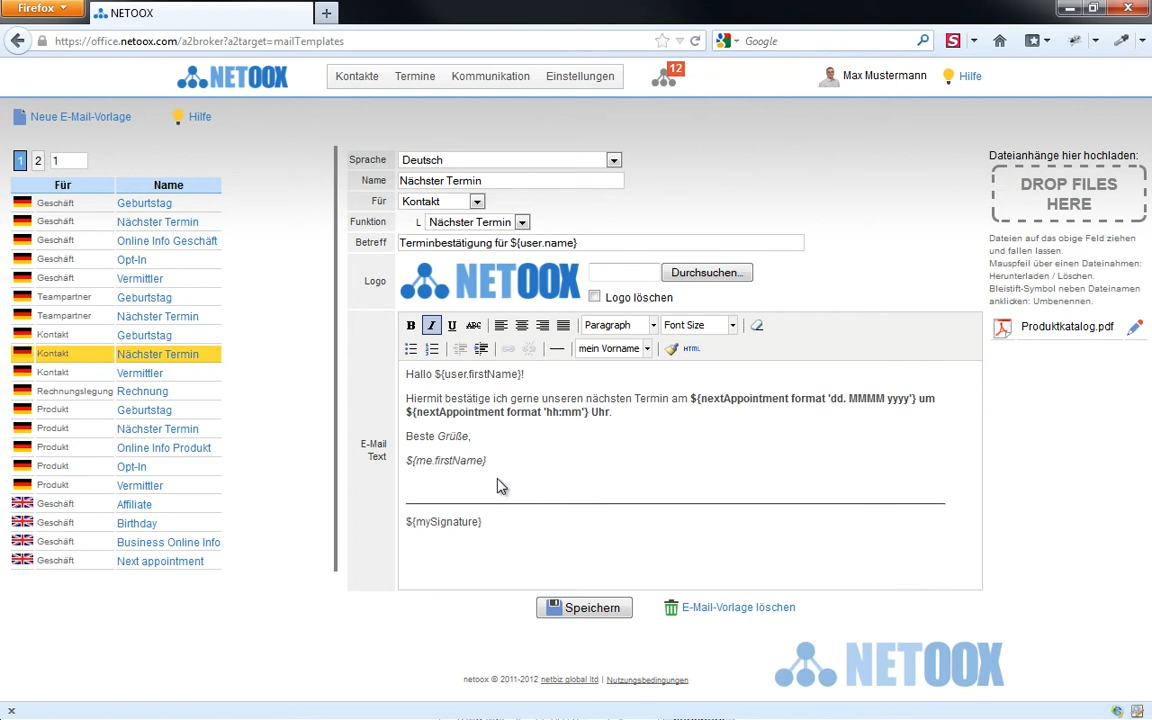 Firefox
NETOOX
https://office.netoox.com/a2broker?a2target=mailTemplates
Google
NETOOX
Kontakte Termine Kommunikation Einstellungen
12
Max Mustermann
Hilfe
Neue E-Mail-Vorlage
Hilfe
1 2 1
Für Name
Geschäft Geburtstag
Geschäft Nächster Termin
Geschäft Online Info Geschäft
Geschäft Opt-In
Geschäft Vermittler
Teampartner Geburtstag
Teampartner Nächster Termin
Kontakt Geburtstag
Kontakt Nächster Termin
Kontakt Vermittler
Rechnungslegung Rechnung
Produkt Geburtstag
Produkt Nächster Termin
Produkt Online Info Produkt
Produkt Opt-In
Produkt Vermittler
Geschäft Affiliate
Geschäft Birthday
Geschäft Business Online Info
Geschäft Next appointment
Sprache Deutsch
Name Nächster Termin
Für Kontakt
Funktion L Nächster Termin
Betreff Terminbestätigung für ${user.name}
Logo NETOOX Durchsuchen...
Logo löschen
B I U ABC Paragraph Font Size
mein Vorname HTML
E-Mail
Text
Hallo ${user.firstName}!
Hiermit bestätige ich gerne unseren nächsten Termin am ${nextAppointment format 'dd. MMMM yyyy'} um
${nextAppointment format 'hh:mm'} Uhr.
Beste Grüße,
${me.firstName}
${mySignature}
Speichern
E-Mail-Vorlage löschen
Dateianhänge hier hochladen:
DROP FILES
HERE
Dateien auf das obige Feld ziehen
und fallen lassen.
Mauspfeil über einen Dateinahmen:
Herunterladen / Löschen.
Bleistift-Symbol neben Dateinamen
anklicken: Umbenennen.
Produktkatalog.pdf
NETOOX
netoox © 2011-2012 netbiz global ltd | Nutzungsbedingungen
x